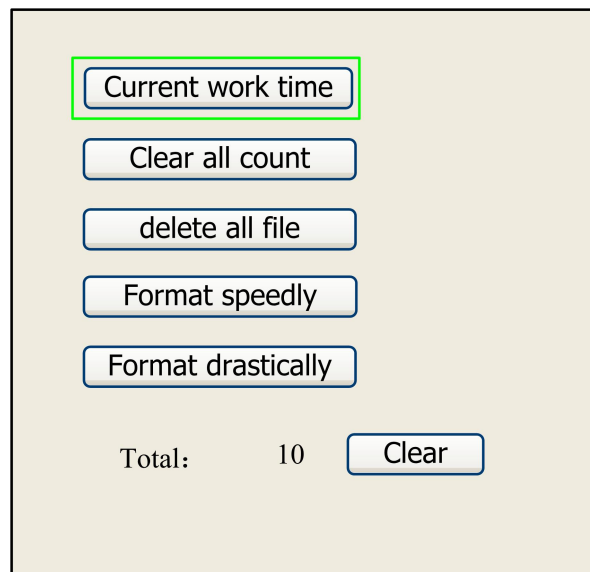 Current work time
Clear all count
delete all file
Format speedly
Format drastically
Total： 10 Clear